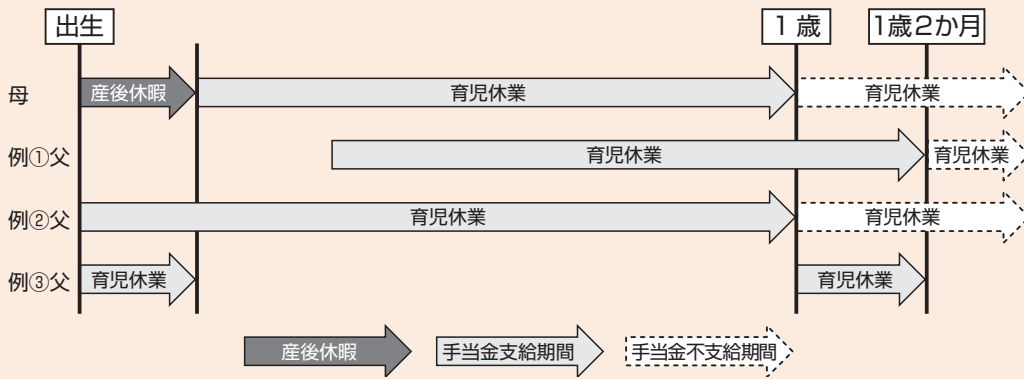 出生 1歳 1歳2か月
母 産後休暇 育児休業 育児休業
例①父 育児休業 育児休業
例②父 育児休業 育児休業
例③父 育児休業 育児休業
産後休暇 手当金支給期間 手当金不支給期間